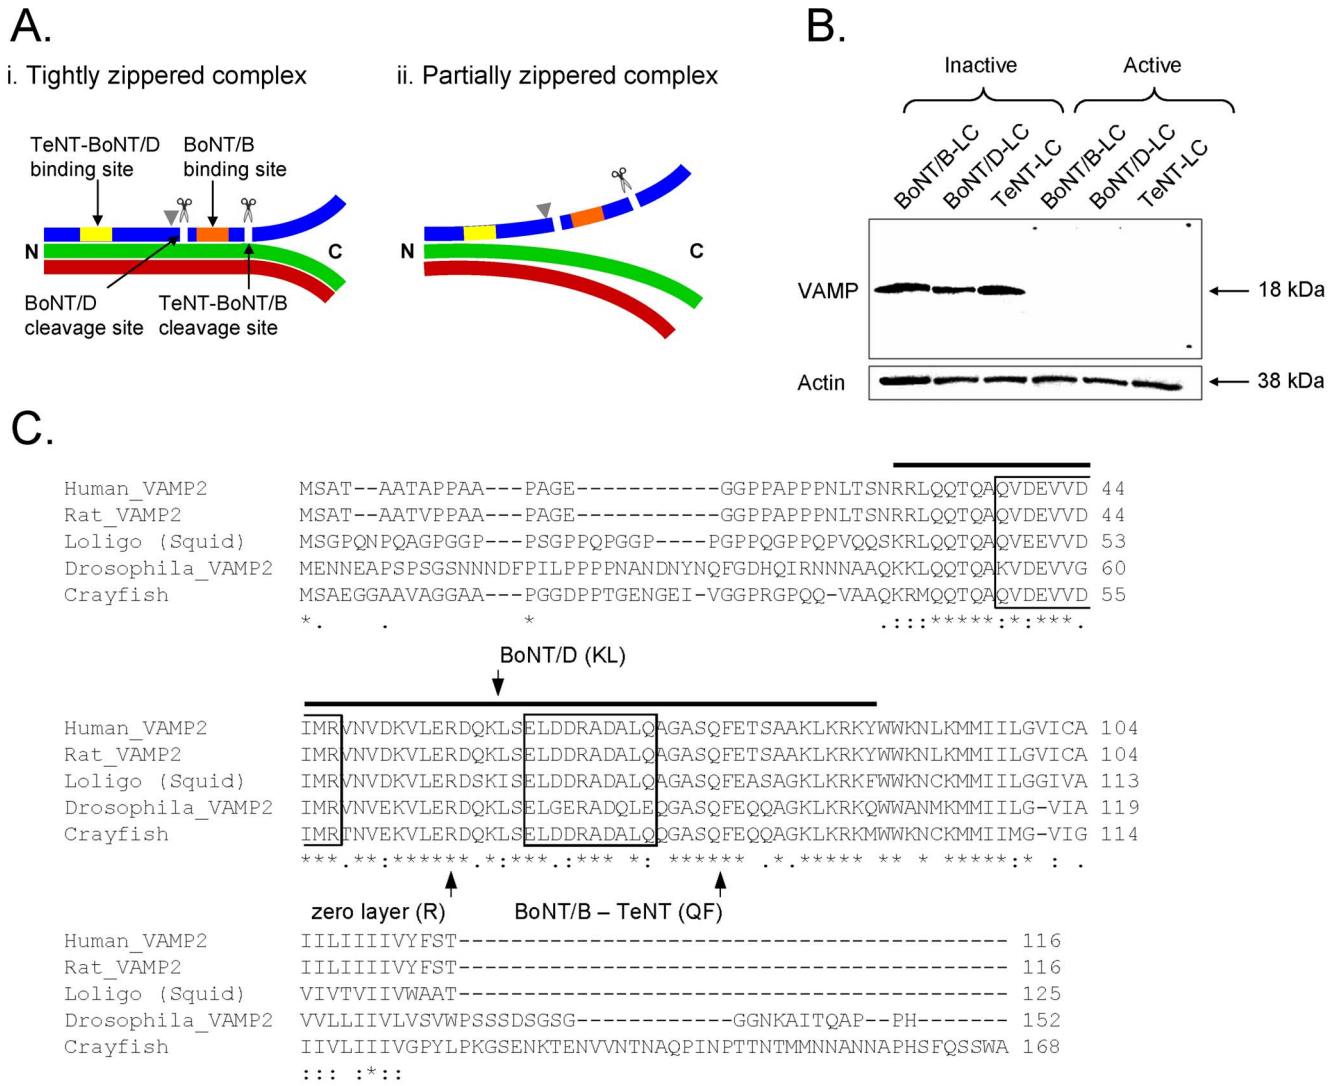 A.
i. Tightly zippered complex
ii. Partially zippered complex
TeNT-BoNT/D
binding site
BoNT/B
binding site
N
C
N
C
BoNT/D
cleavage site
TeNT-BoNT/B
cleavage site
B.
Inactive
Active
BoNT/B-LC
BoNT/D-LC
TeNT-LC
BoNT/B-LC
BoNT/D-LC
TeNT-LC
VAMP
18 kDa
Actin
38 kDa
C.
Human_VAMP2 MSAT--AATAPPAA---PAGE-----------GGPPAPPPNLTSNRRLQQTQAQVDEVVD 44
Rat_VAMP2 MSAT--AATVPPAA---PAGE-----------GGPPAPPPNLTSNRRLQQTQAQVDEVVD 44
Loligo (Squid) MSGPQNPQAGPGGP---PSGPPQPGGP----PGPPQGPPQPVQQSKRLQQTQAQVEEVVD 53
Drosophila_VAMP2 MENNEAPSPSGSNNNDFPILPPPPNANDNYNQFGDHQIRNNNAAQKKLQQTQAKVDEVVG 60
Crayfish MSAEGGAAVAGGAA---PGGDPPTGENGEI-VGGPRGPQQ-VAAQKRMQQTQAQVDEVVD 55
*. . * .:::*****:*:***.
BoNT/D (KL)
Human_VAMP2 IMRVNVDKVLERDQKLSELDDRADALQAGASQFETSAAKLKRKYWWKNLKMMIILGVICA 104
Rat_VAMP2 IMRVNVDKVLERDQKLSELDDRADALQAGASQFETSAAKLKRKYWWKNLKMMIILGVICA 104
Loligo (Squid) IMRVNVDKVLERDSKISELDDRADALQAGASQFEASAGKLKRKFWWKNCKMMIILGGIVA 113
Drosophila_VAMP2 IMRVNVEKVLERDQKLSELGERADQLEQGASQFEQQAGKLKRKQWWANMKMMIILG-VIA 119
Crayfish IMRTNVEKVLERDQKLSELDDRADALQQGASQFEQQAGKLKRKMWWKNCKMMIIMG-VIG 114
***.**:******.*:***.:*** *: ****** .*.***** ** * *****:* : .
zero layer (R)
BoNT/B – TeNT (QF)
Human_VAMP2 IILIIIIVYFST------------------------------------------ 116
Rat_VAMP2 IILIIIIVYFST------------------------------------------ 116
Loligo (Squid) VIVTVIIVWAAT------------------------------------------ 125
Drosophila_VAMP2 VVLLIIVLVSVWPSSSDSGSG------------GGNKAITQAP--PH------- 152
Crayfish IIVLIIIVGPYLPKGSENKTENVVNTNAQPINPTTNTMMNNANNAPHSFQSSWA 168
::: :*::